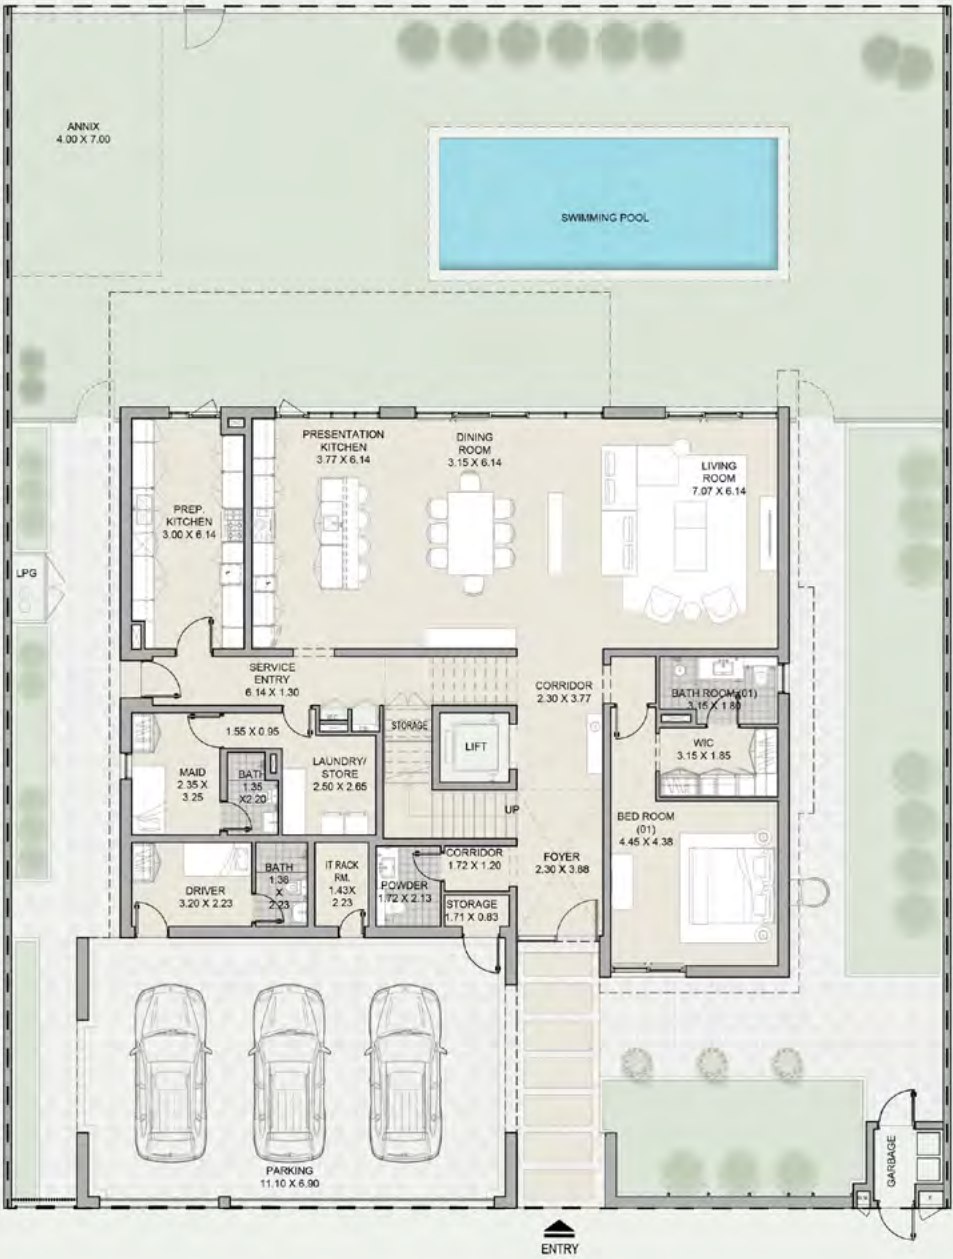 ANNIX
4.00 X 7.00
SWIMMING POOL
PRESENTATION
KITCHEN
3.77 X 6.14
DINING
ROOM
3.15 X 6.14
LIVING
ROOM
7.07 X 6.14
PREP.
KITCHEN
3.00 X 6.14
LPG
SERVICE
ENTRY
6.14 X 1.30
CORRIDOR
2.30 X 3.77
BATH ROOM (01)
3.15 X 1.80
STORAGE
1.55 X 0.95
LIFT
WIC
3.15 X 1.85
MAID
2.35 X
3.25
BATH
1.35
X2.20
LAUNDRY/
STORE
2.50 X 2.65
UP
BED ROOM
(01)
4.45 X 4.38
CORRIDOR
1.72 X 1.20
FOYER
2.30 X 3.88
DRIVER
3.20 X 2.23
BATH
1.36
X
2.23
IT RACK
RM.
1.43X
2.23
POWDER
1.72 X 2.13
STORAGE
1.71 X 0.83
PARKING
11.10 X 6.90
GARBAGE
ENTRY